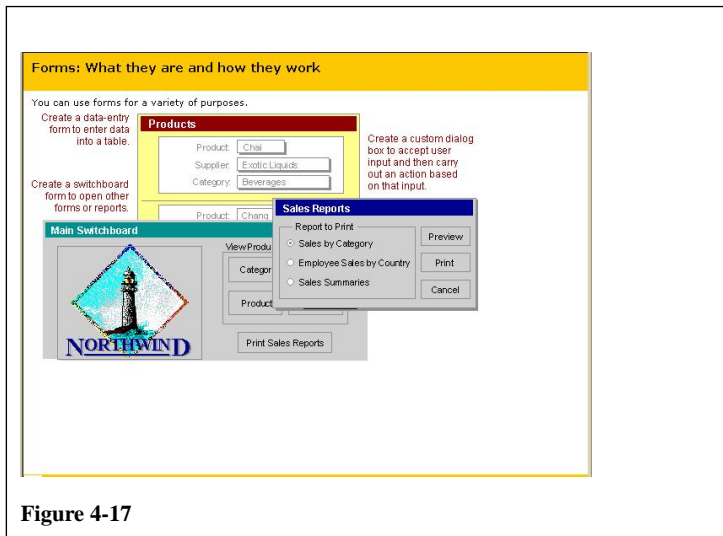 Forms: What they are and how they work
You can use forms for a variety of purposes.
Create a data-entry
form to enter data
into a table.
Create a switchboard
form to open other
forms or reports.
Products
Product: Chai
Supplier: Exotic Liquids
Category: Beverages
Product: Chang
Create a custom dialog
box to accept user
input and then carry
out an action based
on that input.
Main Switchboard
NORTHWIND
View Produ
Categor
Product
Print Sales Reports
Sales Reports
Report to Print
Sales by Category
Employee Sales by Country
Sales Summaries
Preview
Print
Cancel
Figure 4-17